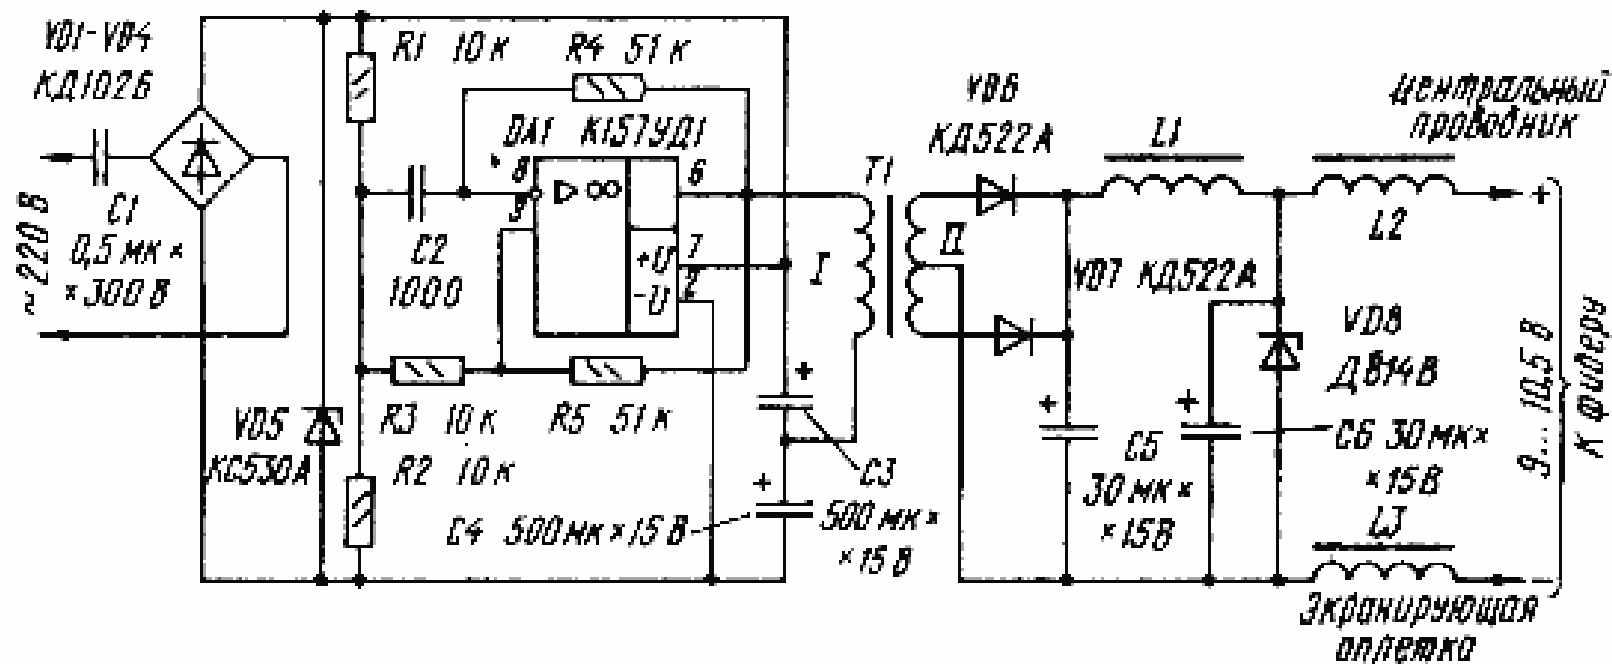 VD1-VD4
КД102Б
~220 В
C1
0,5 мк ×
× 300 В
VD5
КС530А
R1 10 к
R4 51 к
DA1 К157УД1
8
9
6
7
2
▷ ∞
+U
-U
C2
1000
R3 10 к
R5 51 к
R2 10 к
C4 500 мк × 15 В
C3
500 мк ×
× 15 В
T1
I
II
VD6
КД522А
VD7 КД522А
L1
Центральный
проводник
L2
VD8
Д814В
C5
30 мк ×
× 15 В
C6 30 мк ×
× 15 В
L3
Экранирующая
оплетка
+
−
9...10,5 В
К фидеру